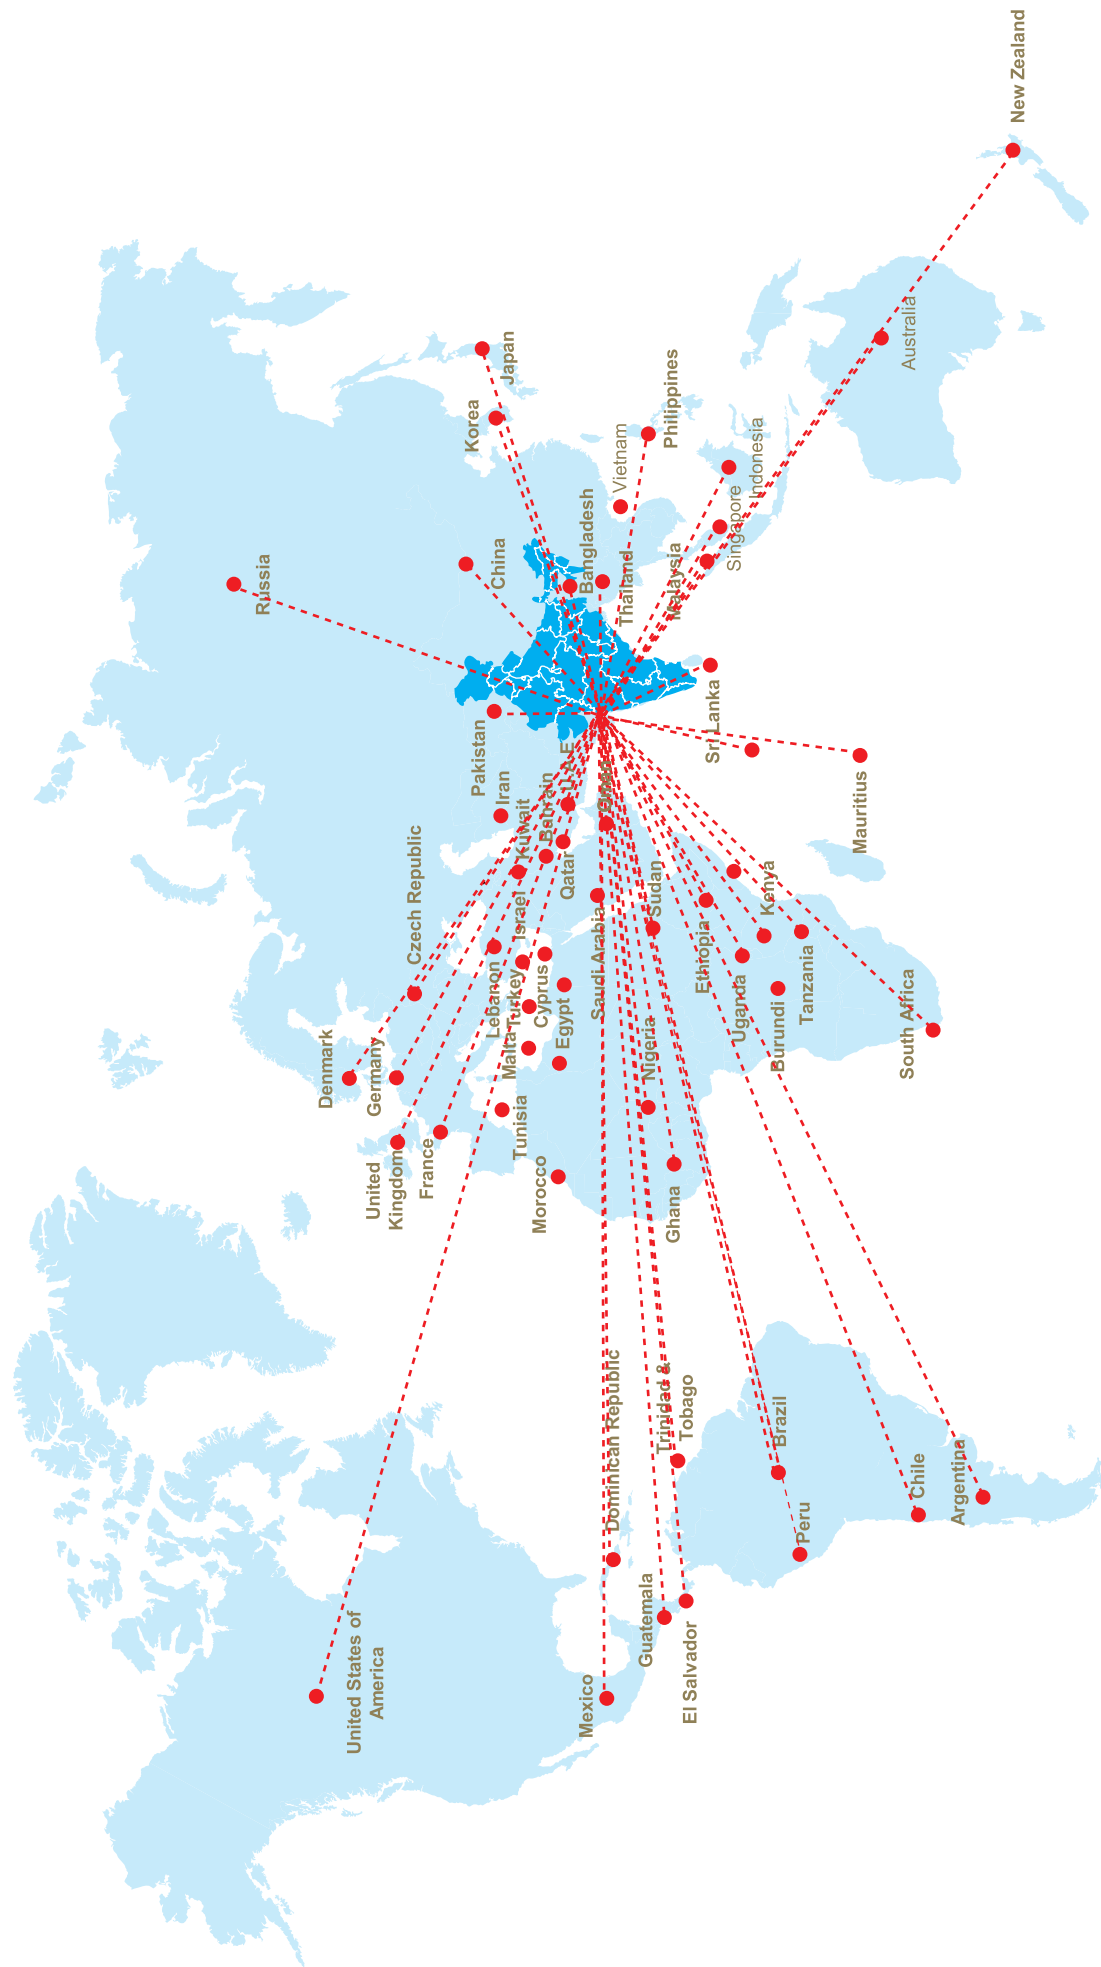 United States of
America
Mexico
Guatemala
El Salvador
Dominican Republic
Trinidad &
Tobago
Peru
Brazil
Chile
Argentina
Denmark
Germany
United
Kingdom
France
Czech Republic
Russia
Morocco
Tunisia
Malta
Turkey
Lebanon
Cyprus
Israel
Egypt
Kuwait
Iran
Bahrain
Qatar
U.A.E
Oman
Saudi Arabia
Pakistan
Ghana
Nigeria
Sudan
Ethiopia
Uganda
Kenya
Burundi
Tanzania
South Africa
Mauritius
Sri Lanka
China
Korea
Japan
Bangladesh
Thailand
Vietnam
Philippines
Malaysia
Singapore
Indonesia
Australia
New Zealand